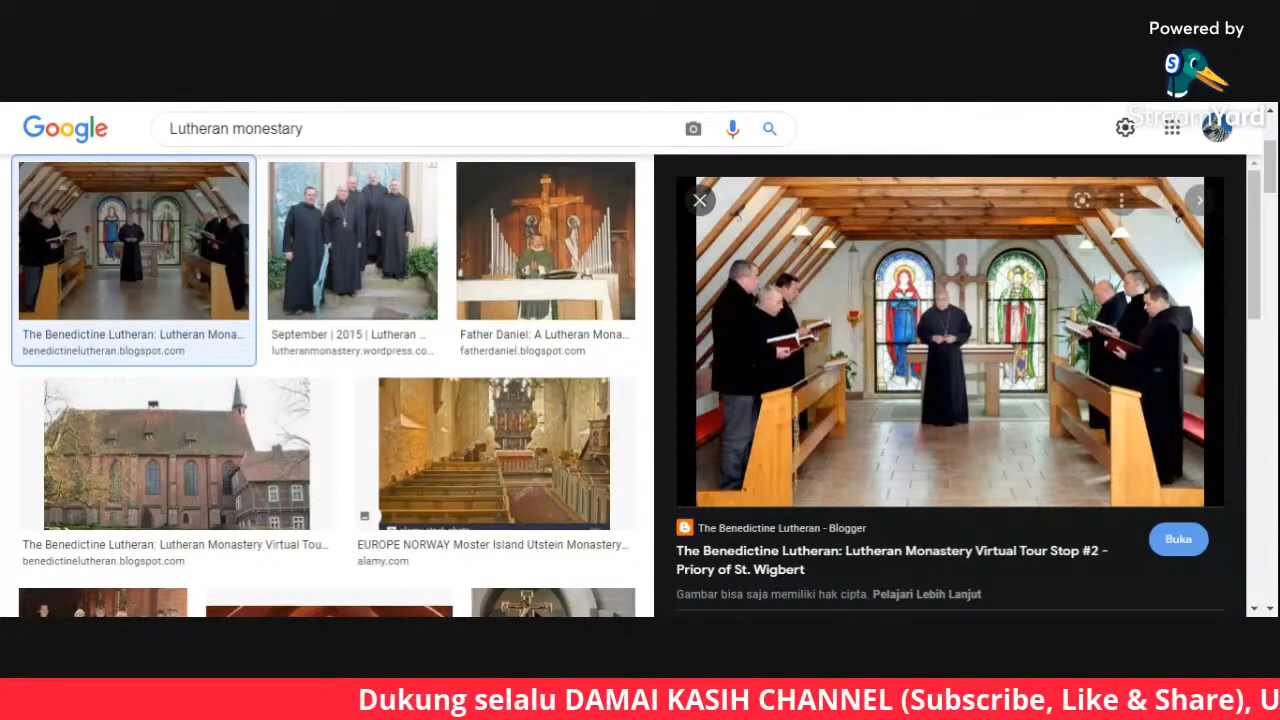 Powered by
S
StreamYard
Google
Lutheran monestary
The Benedictine Lutheran: Lutheran Mona...
benedictinelutheran.blogspot.com
September | 2015 | Lutheran ...
lutheranmonastery.wordpress.co...
Father Daniel: A Lutheran Mona...
fatherdaniel.blogspot.com
The Benedictine Lutheran: Lutheran Monastery Virtual Tou...
benedictinelutheran.blogspot.com
EUROPE NORWAY Moster Island Utstein Monastery...
alamy.com
The Benedictine Lutheran - Blogger
Buka
The Benedictine Lutheran: Lutheran Monastery Virtual Tour Stop #2 -
Priory of St. Wigbert
Gambar bisa saja memiliki hak cipta. Pelajari Lebih Lanjut
Dukung selalu DAMAI KASIH CHANNEL (Subscribe, Like & Share), U